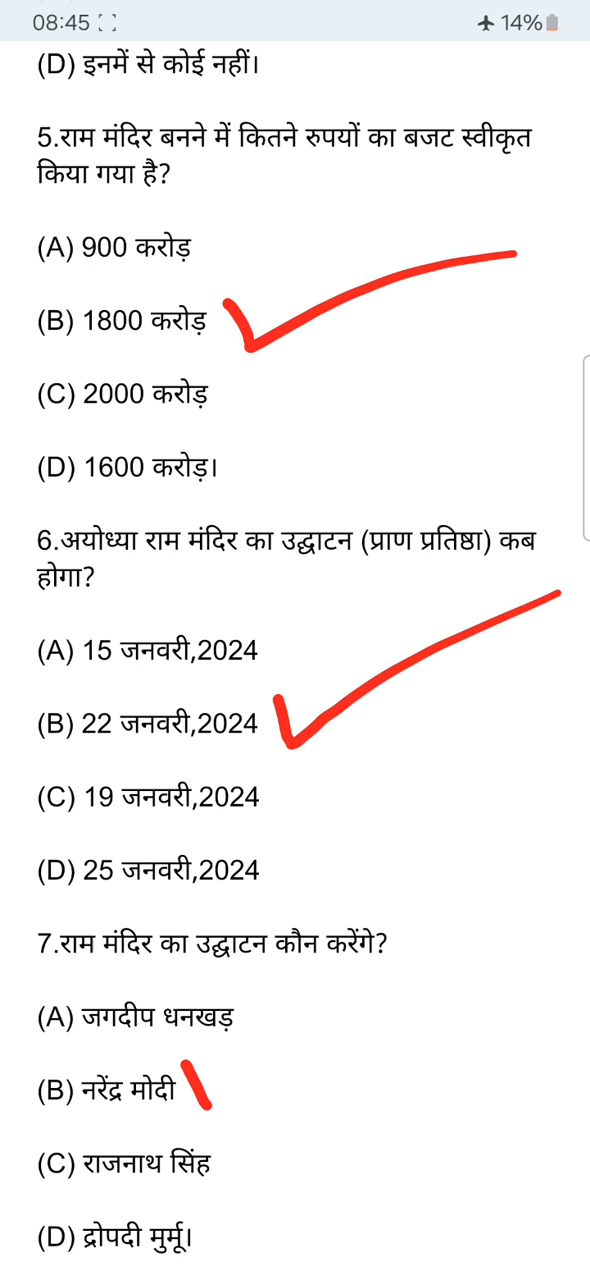 08:45
14%
(D) इनमें से कोई नहीं।
5.राम मंदिर बनने में कितने रुपयों का बजट स्वीकृत
किया गया है?
(A) 900 करोड़
(B) 1800 करोड़
(C) 2000 करोड़
(D) 1600 करोड़।
6.अयोध्या राम मंदिर का उद्घाटन (प्राण प्रतिष्ठा) कब
होगा?
(A) 15 जनवरी,2024
(B) 22 जनवरी,2024
(C) 19 जनवरी,2024
(D) 25 जनवरी,2024
7.राम मंदिर का उद्घाटन कौन करेंगे?
(A) जगदीप धनखड़
(B) नरेंद्र मोदी
(C) राजनाथ सिंह
(D) द्रोपदी मुर्मू।